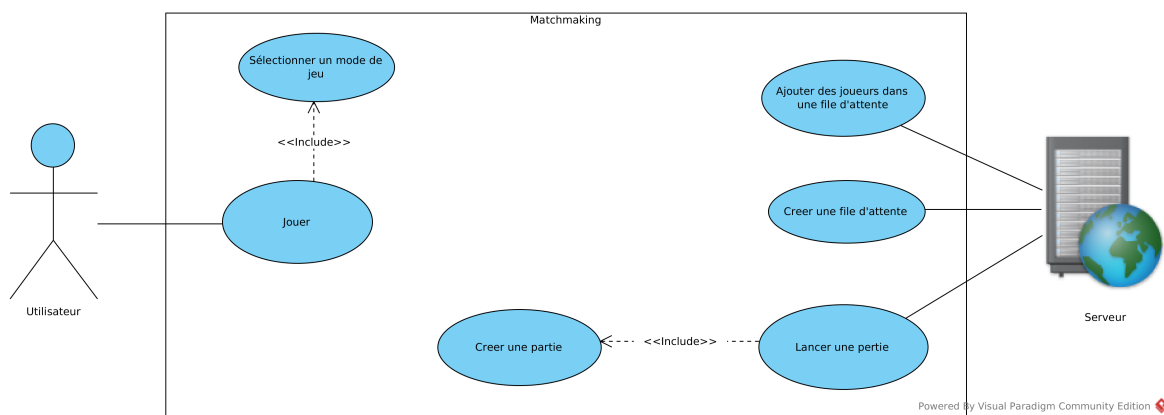 Matchmaking
Sélectionner un mode de
jeu
Ajouter des joueurs dans
une file d'attente
<<Include>>
Jouer
Creer une file d'attente
Utilisateur
Serveur
Creer une partie
<<Include>>
Lancer une pertie
Powered By Visual Paradigm Community Edition